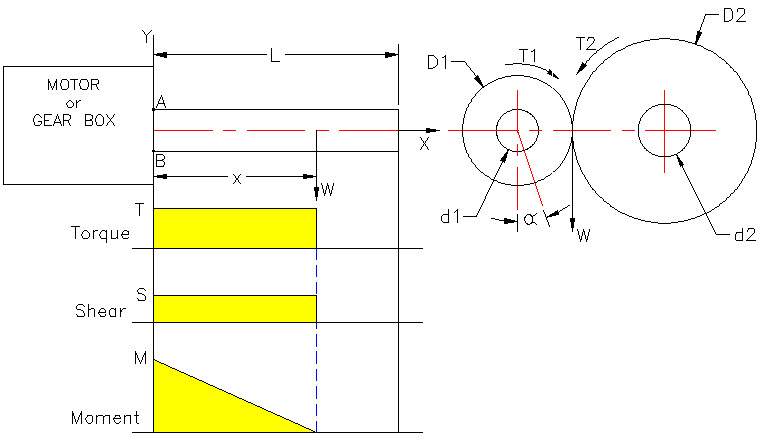 Y
L
MOTOR
or
GEAR BOX
A
B
X
x
W
T
Torque
S
Shear
M
Moment
D1
T1
T2
D2
d1
α
W
d2